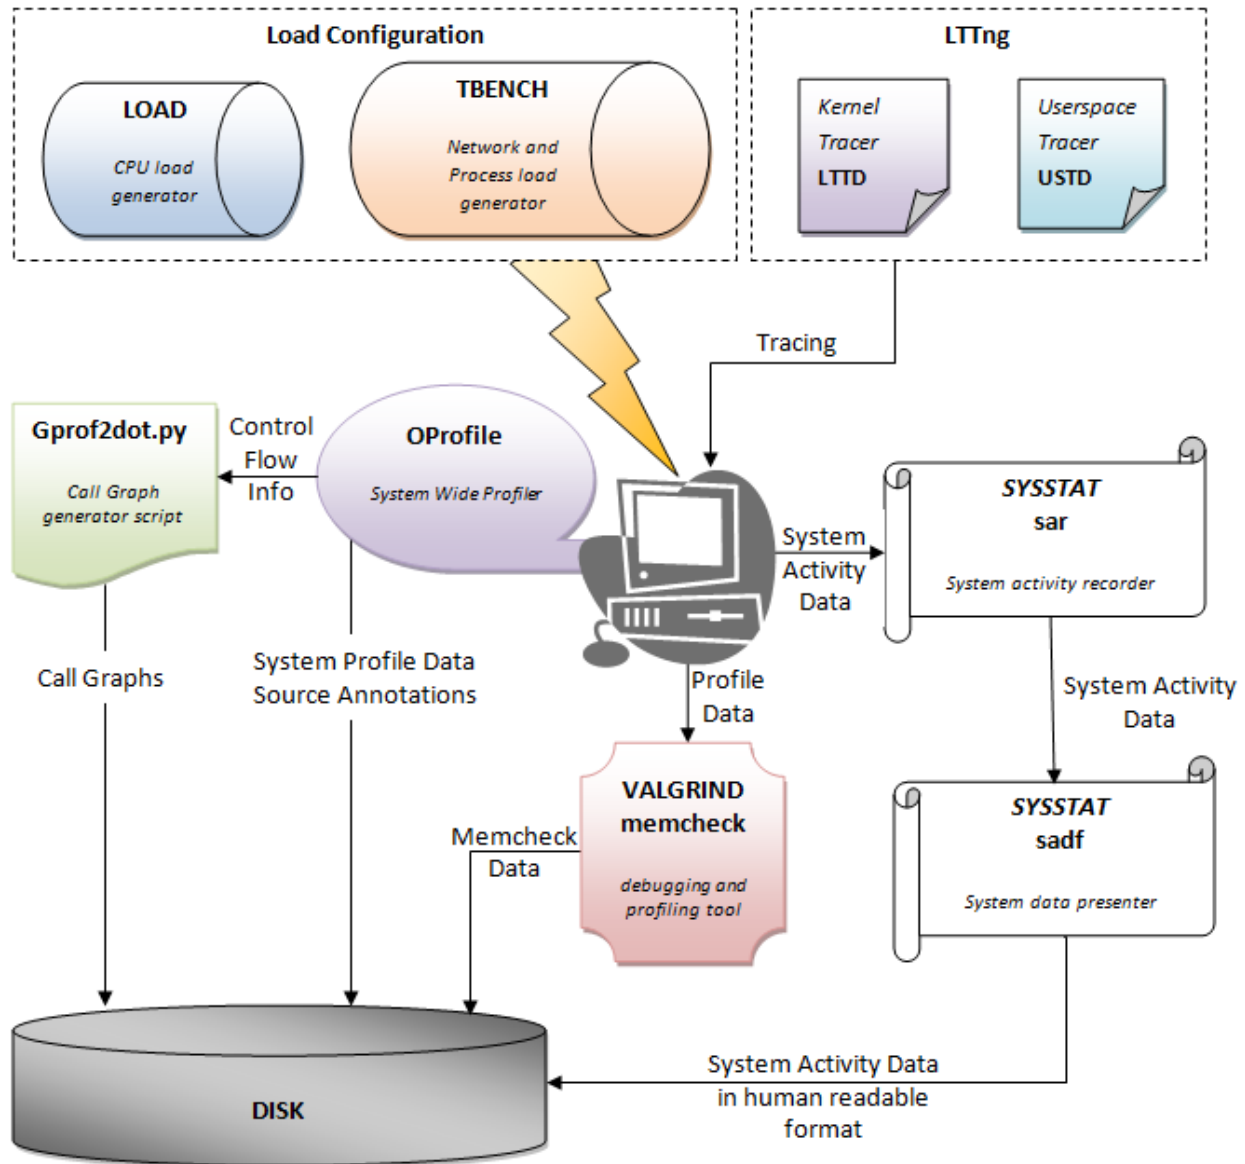 Load Configuration
LTTng
LOAD
CPU load
generator
TBENCH
Network and
Process load
generator
Kernel
Tracer
LTTD
Userspace
Tracer
USTD
Tracing
Gprof2dot.py
Call Graph
generator script
Control
Flow
Info
OProfile
System Wide Profiler
System
Activity
Data
SYSSTAT
sar
System activity recorder
Call Graphs
System Profile Data
Source Annotations
Profile
Data
System Activity
Data
VALGRIND
memcheck
debugging and
profiling tool
Memcheck
Data
SYSSTAT
sadf
System data presenter
DISK
System Activity Data
in human readable
format